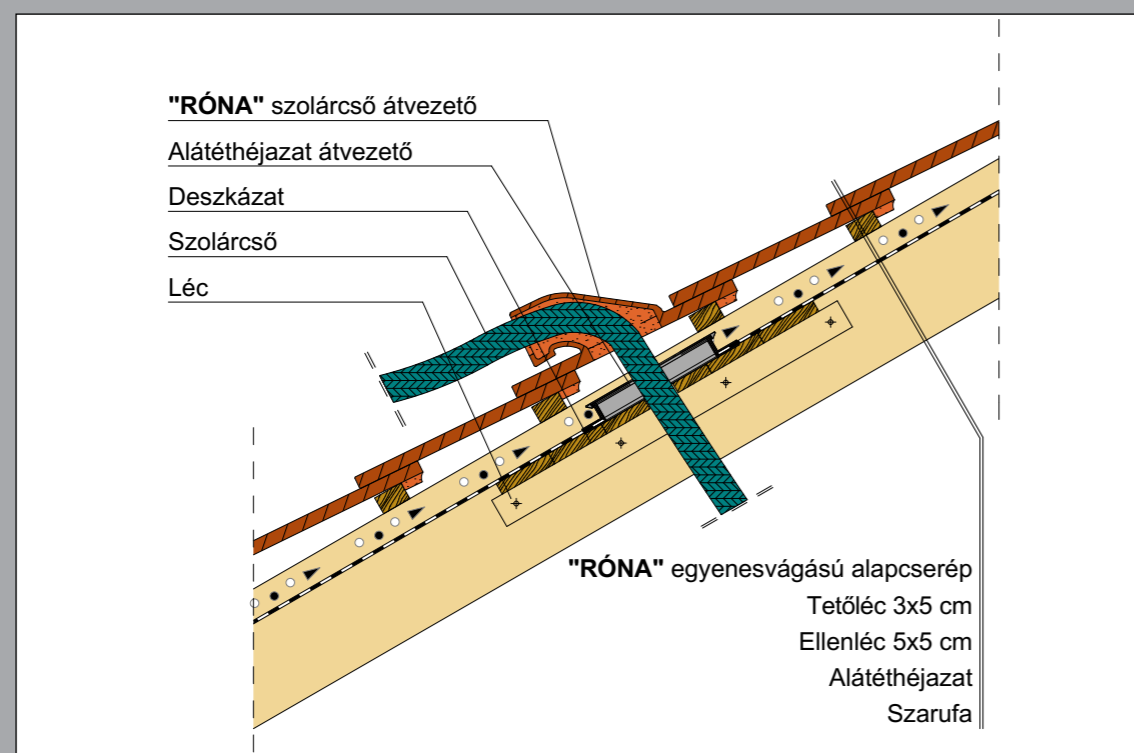 "RÓNA" szolárcső átvezető
Alátéthéjazat átvezető
Deszkázat
Szolárcső
Léc
"RÓNA" egyenesvágású alapcserép
Tetőléc 3x5 cm
Ellenléc 5x5 cm
Alátéthéjazat
Szarufa